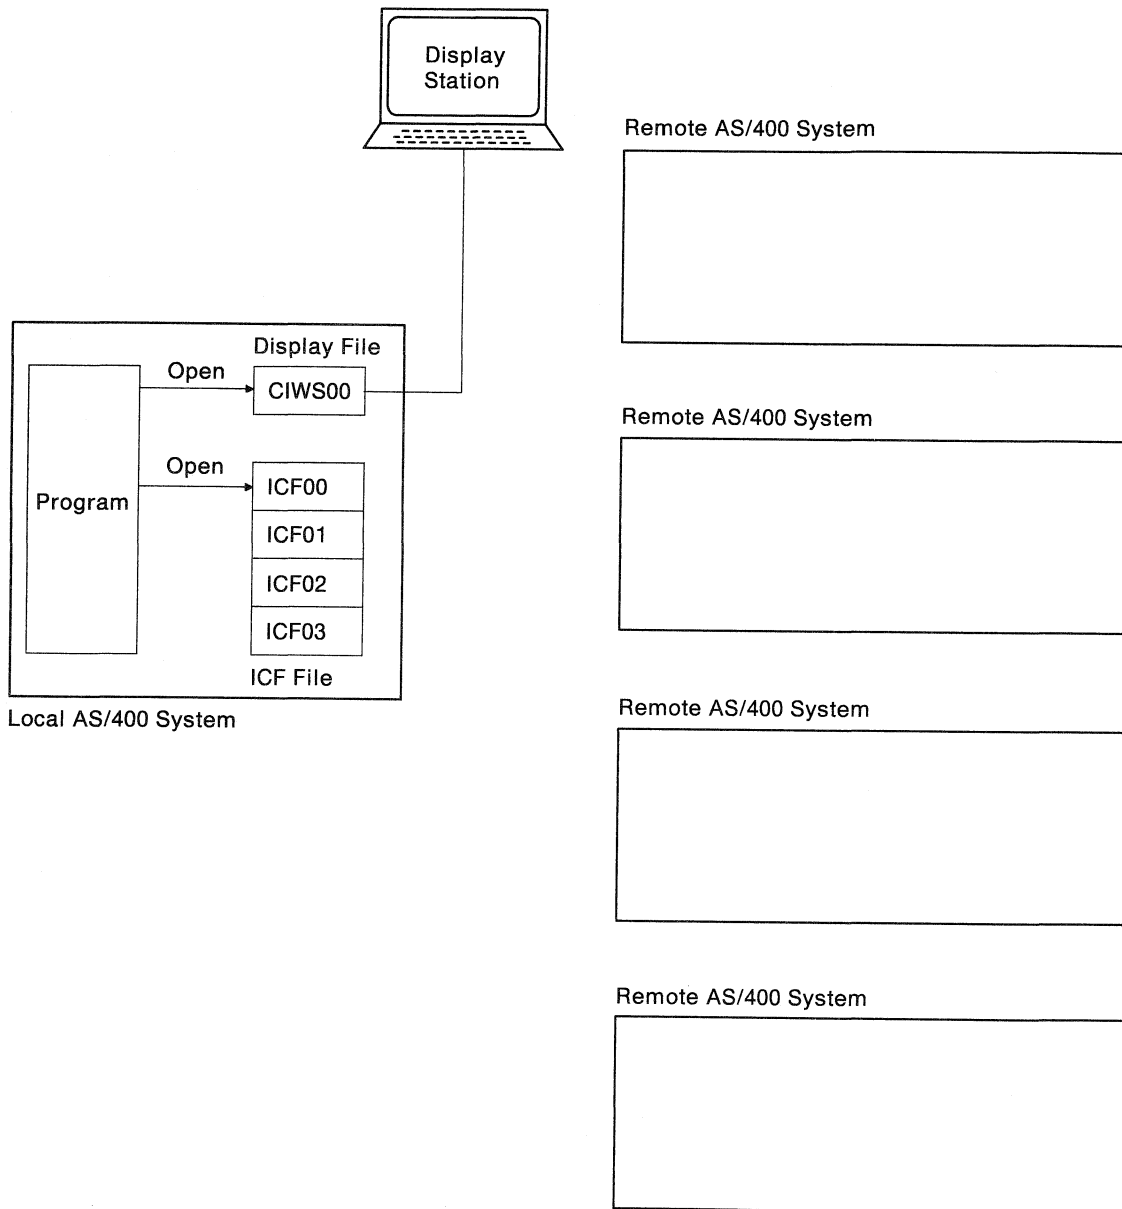 Display
Station
Remote AS/400 System
Display File
Open
CIWS00
Remote AS/400 System
Open
ICF00
Program
ICF01
ICF02
ICF03
ICF File
Local AS/400 System
Remote AS/400 System
Remote AS/400 System